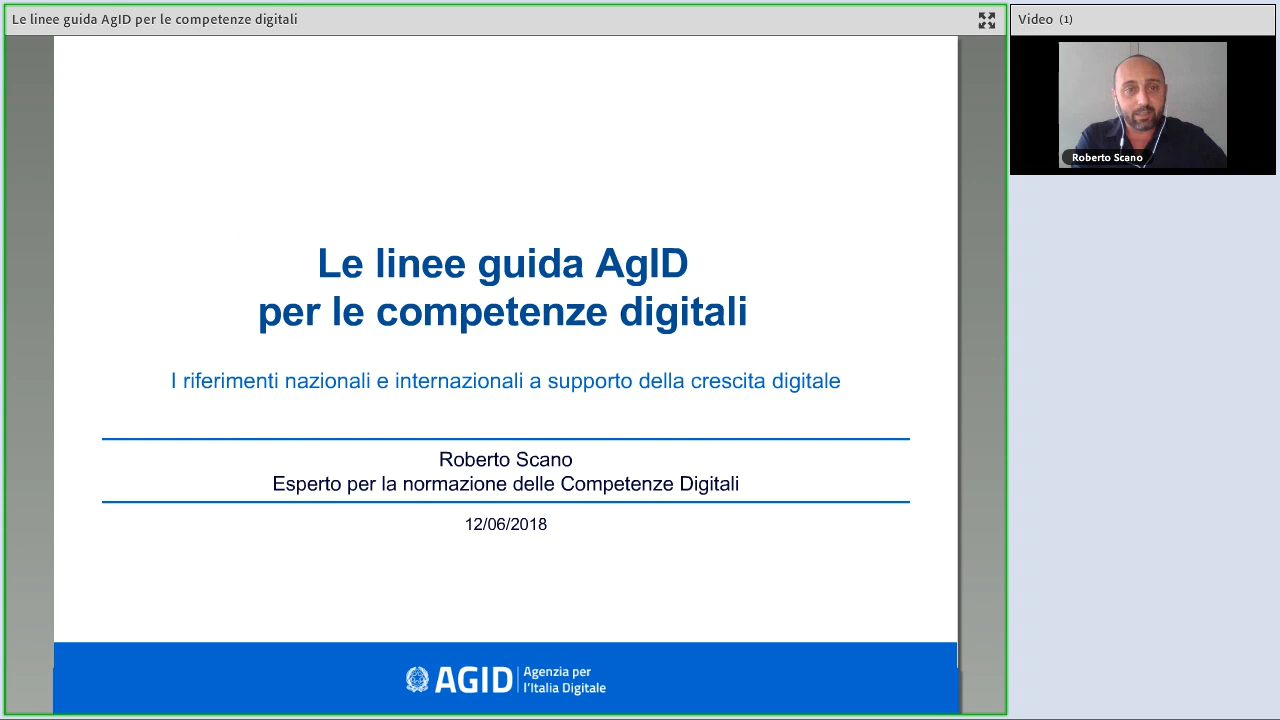 Le linee guida AgID per le competenze digitali
Video (1)
Roberto Scano
Le linee guida AgID
per le competenze digitali
I riferimenti nazionali e internazionali a supporto della crescita digitale
Roberto Scano
Esperto per la normazione delle Competenze Digitali
12/06/2018
AGID
Agenzia per
l'Italia Digitale